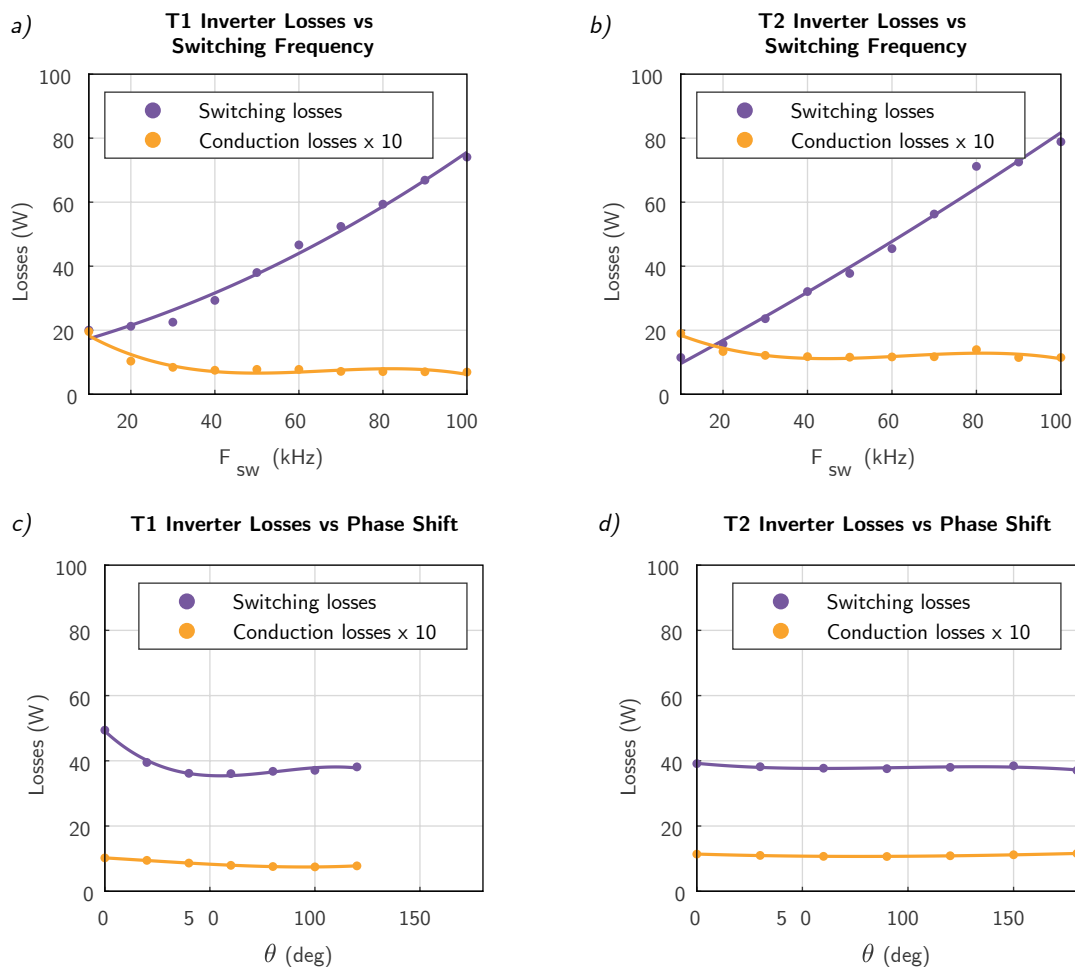 a)
T1 Inverter Losses vs
Switching Frequency
100
80
60
40
20
0
Losses (W)
Switching losses
Conduction losses x 10
20 40 60 80 100
F sw (kHz)
b)
T2 Inverter Losses vs
Switching Frequency
100
80
60
40
20
0
Losses (W)
Switching losses
Conduction losses x 10
20 40 60 80 100
F sw (kHz)
c)
T1 Inverter Losses vs Phase Shift
100
80
60
40
20
0
Losses (W)
Switching losses
Conduction losses x 10
0 5 0 100 150
θ (deg)
d)
T2 Inverter Losses vs Phase Shift
100
80
60
40
20
0
Losses (W)
Switching losses
Conduction losses x 10
0 5 0 100 150
θ (deg)